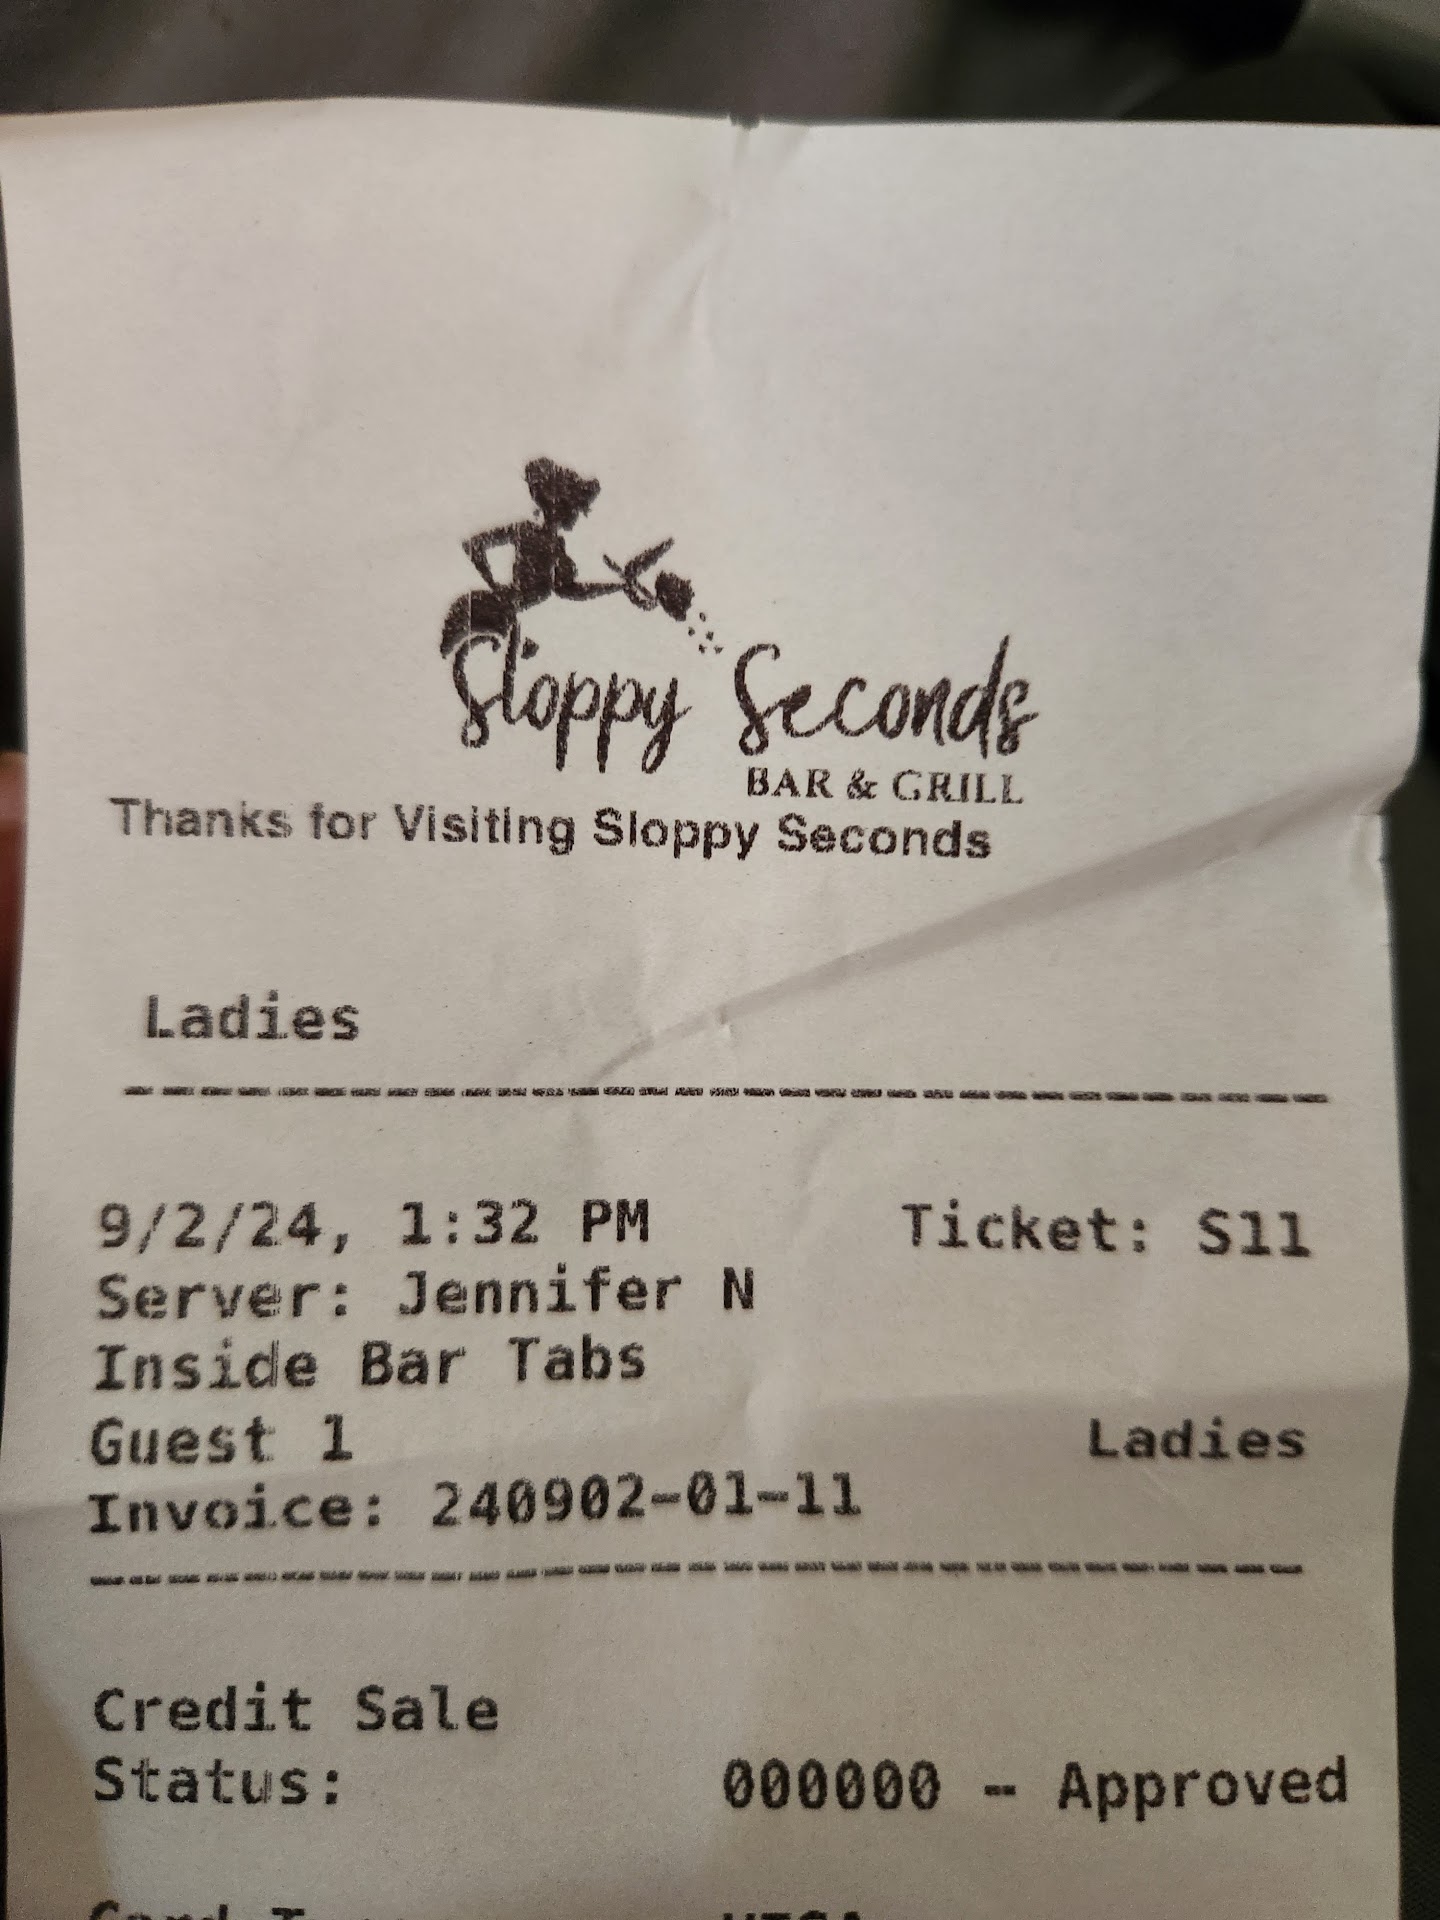 Sloppy Seconds
BAR & GRILL
Thanks for Visiting Sloppy Seconds
Ladies
9/2/24, 1:32 PM Ticket: S11
Server: Jennifer N
Inside Bar Tabs
Guest 1 Ladies
Invoice: 240902-01-11
Credit Sale
Status: 000000 - Approved
Card